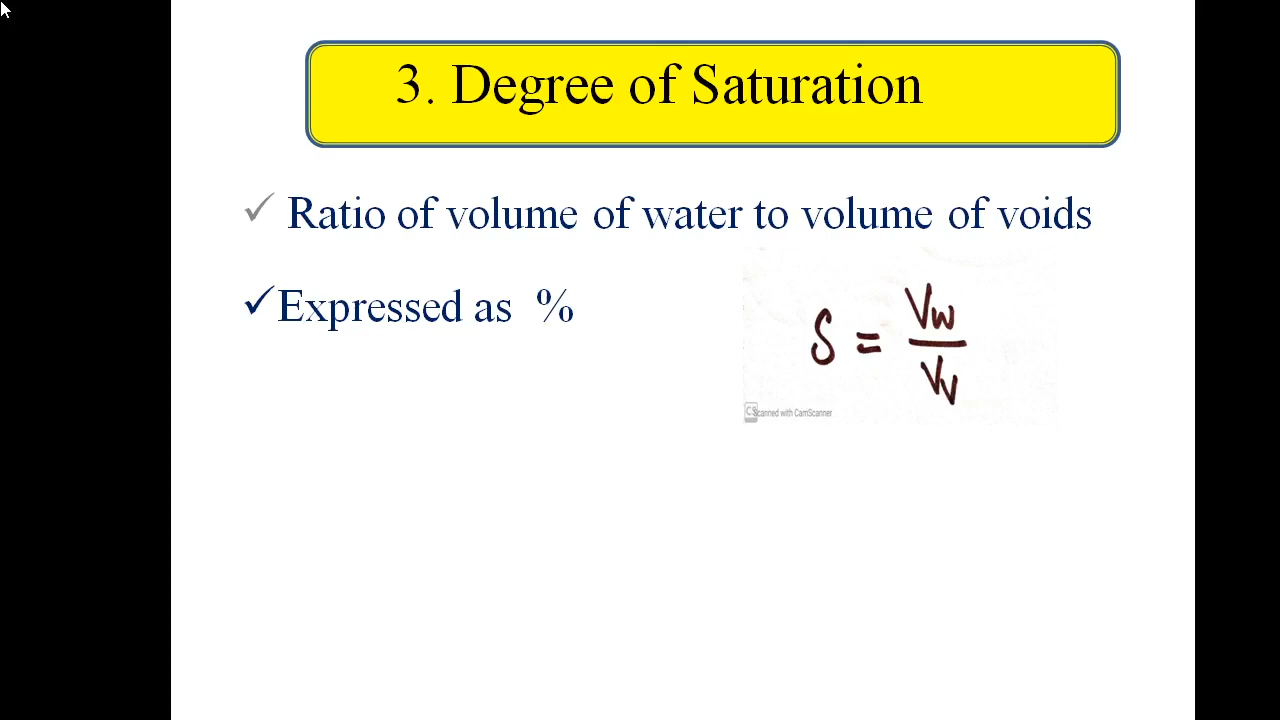 3. Degree of Saturation
✓ Ratio of volume of water to volume of voids
✓Expressed as %
S = Vw
Vv
CS Scanned with CamScanner